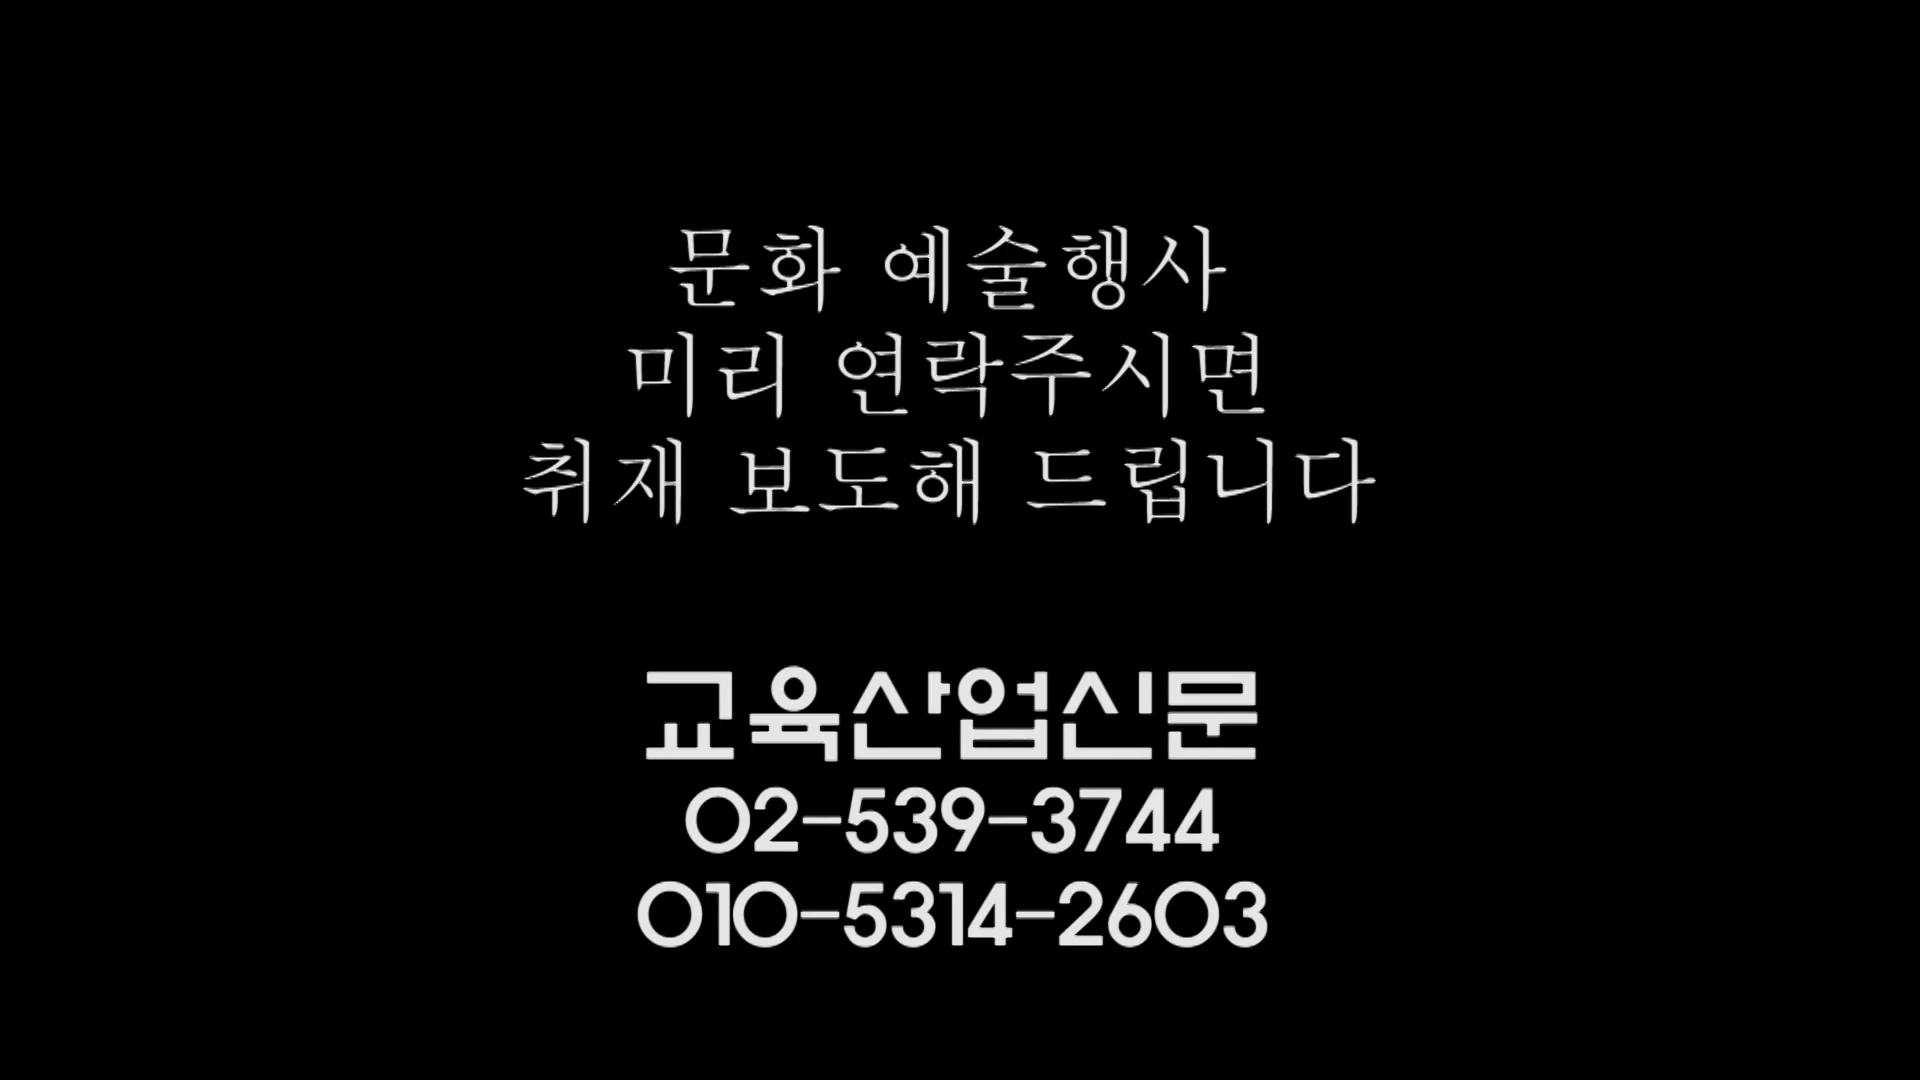 문화 예술행사
미리 연락주시면
취재 보도해 드립니다
교육산업신문
02-539-3744
010-5314-2603